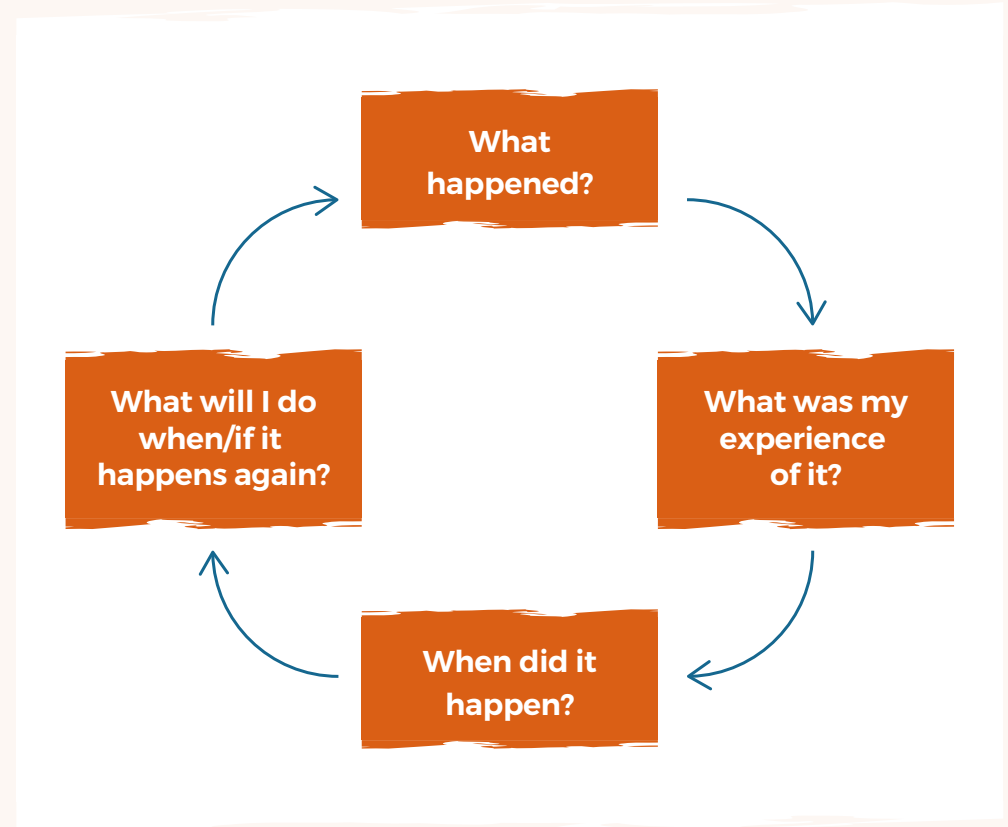 What
happened?
What was my
experience
of it?
When did it
happen?
What will I do
when/if it
happens again?